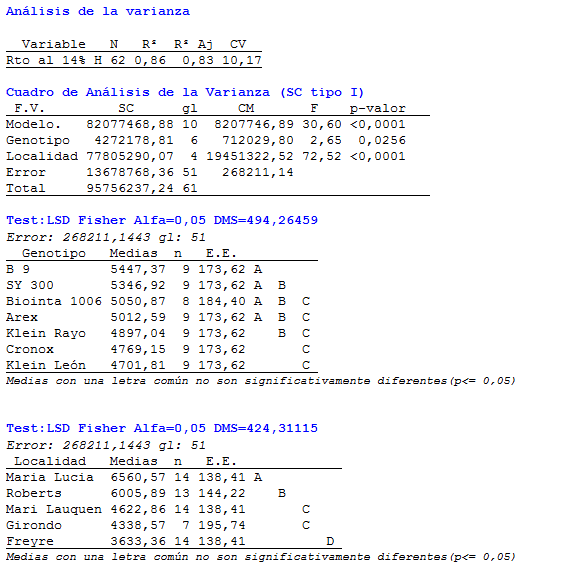 Análisis de la varianza
Variable N R² R² Aj CV
Rto al 14% H 62 0,86 0,83 10,17
Cuadro de Análisis de la Varianza (SC tipo I)
F.V. SC gl CM F p-valor
Modelo. 82077468,88 10 8207746,89 30,60 <0,0001
Genotipo 4272178,81 6 712029,80 2,65 0,0256
Localidad 77805290,07 4 19451322,52 72,52 <0,0001
Error 13678768,36 51 268211,14
Total 95756237,24 61
Test:LSD Fisher Alfa=0,05 DMS=494,26459
Error: 268211,1443 gl: 51
Genotipo Medias n E.E.
B 9 5447,37 9 173,62 A
SY 300 5346,92 9 173,62 A B
Biointa 1006 5050,87 8 184,40 A B C
Arex 5012,59 9 173,62 A B C
Klein Rayo 4897,04 9 173,62 B C
Cronox 4769,15 9 173,62 C
Klein León 4701,81 9 173,62 C
Medias con una letra común no son significativamente diferentes(p<= 0,05)
Test:LSD Fisher Alfa=0,05 DMS=424,31115
Error: 268211,1443 gl: 51
Localidad Medias n E.E.
Maria Lucia 6560,57 14 138,41 A
Roberts 6005,89 13 144,22 B
Mari Lauquen 4622,86 14 138,41 C
Girondo 4338,57 7 195,74 C
Freyre 3633,36 14 138,41 D
Medias con una letra común no son significativamente diferentes(p<= 0,05)